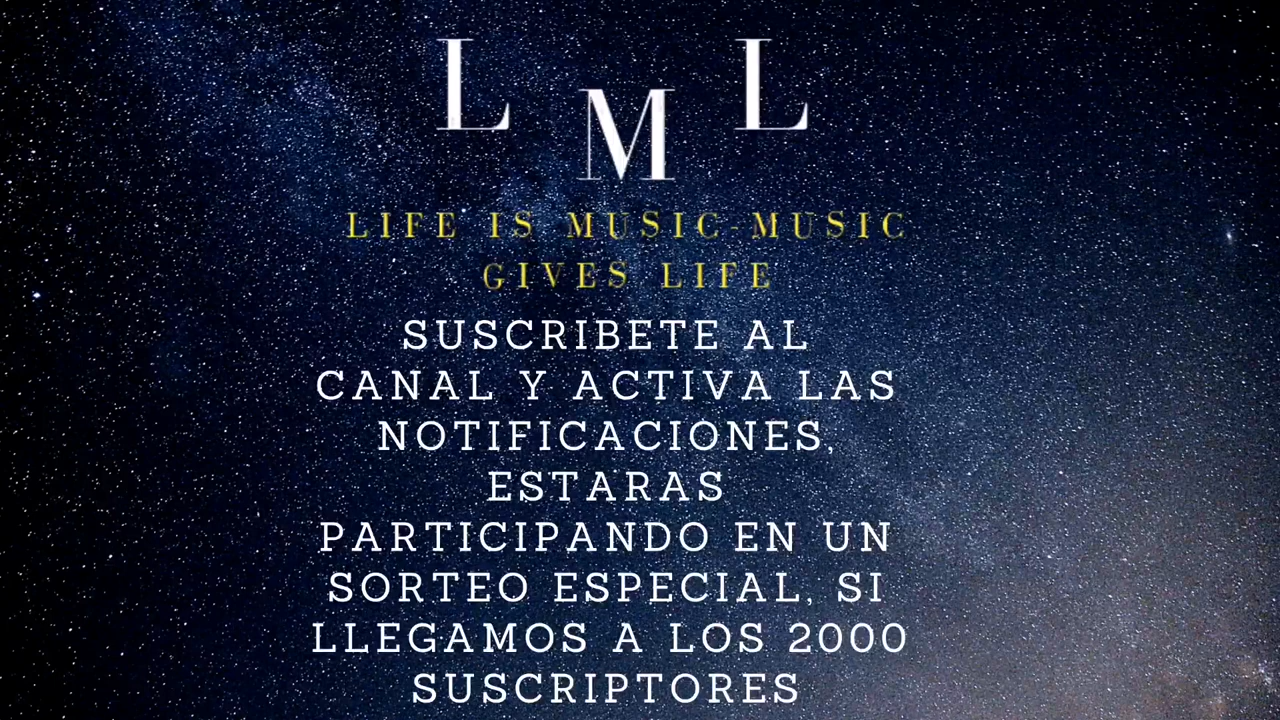 L M L
LIFE IS MUSIC-MUSIC
GIVES LIFE
SUSCRIBETE AL
CANAL Y ACTIVA LAS
NOTIFICACIONES,
ESTARAS
PARTICIPANDO EN UN
SORTEO ESPECIAL, SI
LLEGAMOS A LOS 2000
SUSCRIPTORES